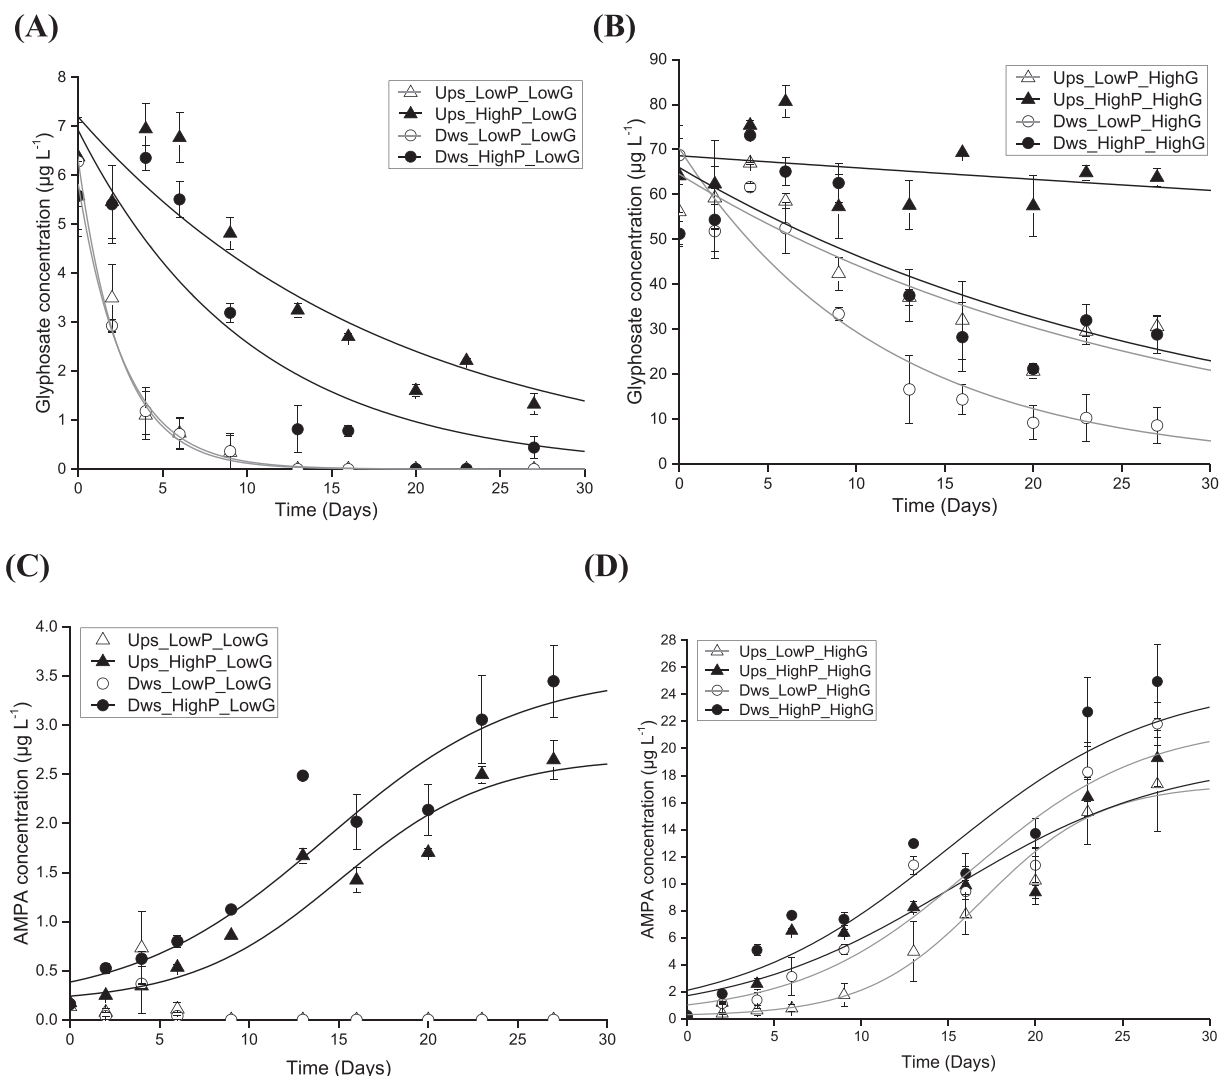 (A)
8
7
6
5
4
3
2
1
0
Glyphosate concentration (µg L-1)
Ups_LowP_LowG
Ups_HighP_LowG
Dws_LowP_LowG
Dws_HighP_LowG
0 5 10 15 20 25 30
Time (Days)
(B)
90
80
70
60
50
40
30
20
10
0
Glyphosate concentration (µg L-1)
Ups_LowP_HighG
Ups_HighP_HighG
Dws_LowP_HighG
Dws_HighP_HighG
0 5 10 15 20 25 30
Time (Days)
(C)
4.0
3.5
3.0
2.5
2.0
1.5
1.0
0.5
0.0
AMPA concentration (µg L-1)
Ups_LowP_LowG
Ups_HighP_LowG
Dws_LowP_LowG
Dws_HighP_LowG
0 5 10 15 20 25 30
Time (Days)
(D)
28
26
24
22
20
18
16
14
12
10
8
6
4
2
0
AMPA concentration (µg L-1)
Ups_LowP_HighG
Ups_HighP_HighG
Dws_LowP_HighG
Dws_HighP_HighG
0 5 10 15 20 25 30
Time (Days)